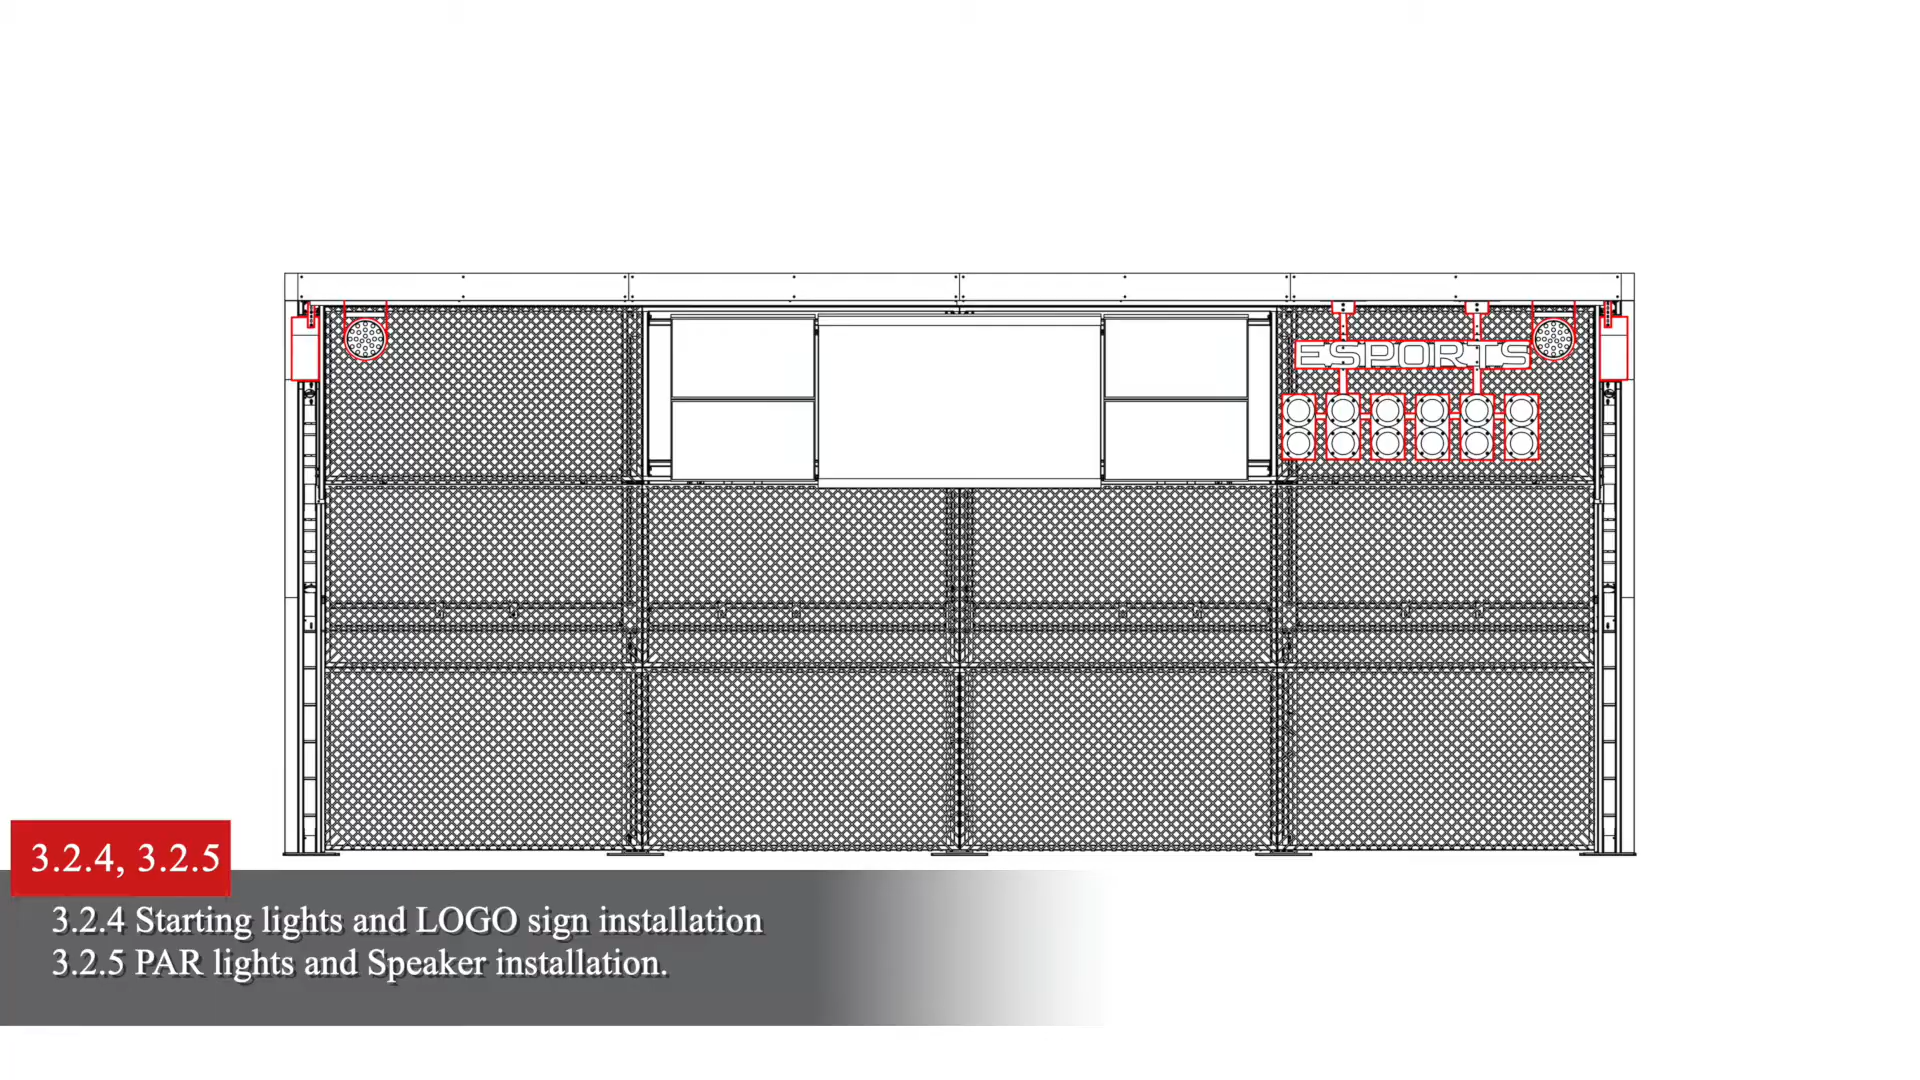 ESPORTS
3.2.4, 3.2.5
3.2.4 Starting lights and LOGO sign installation
3.2.5 PAR lights and Speaker installation.